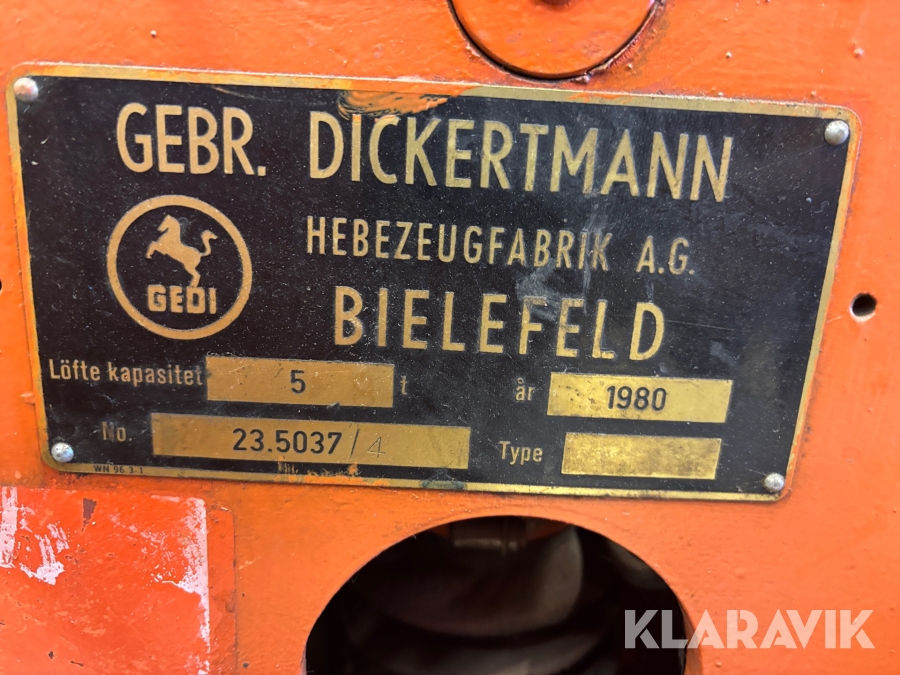 GEBR. DICKERTMANN
HEBEZEUGFABRIK A.G.
GEDI
BIELEFELD
Löfte kapasitet 5 t år 1980
No. 23.5037/4 Type
WN 96 3-1
KLARAVIK